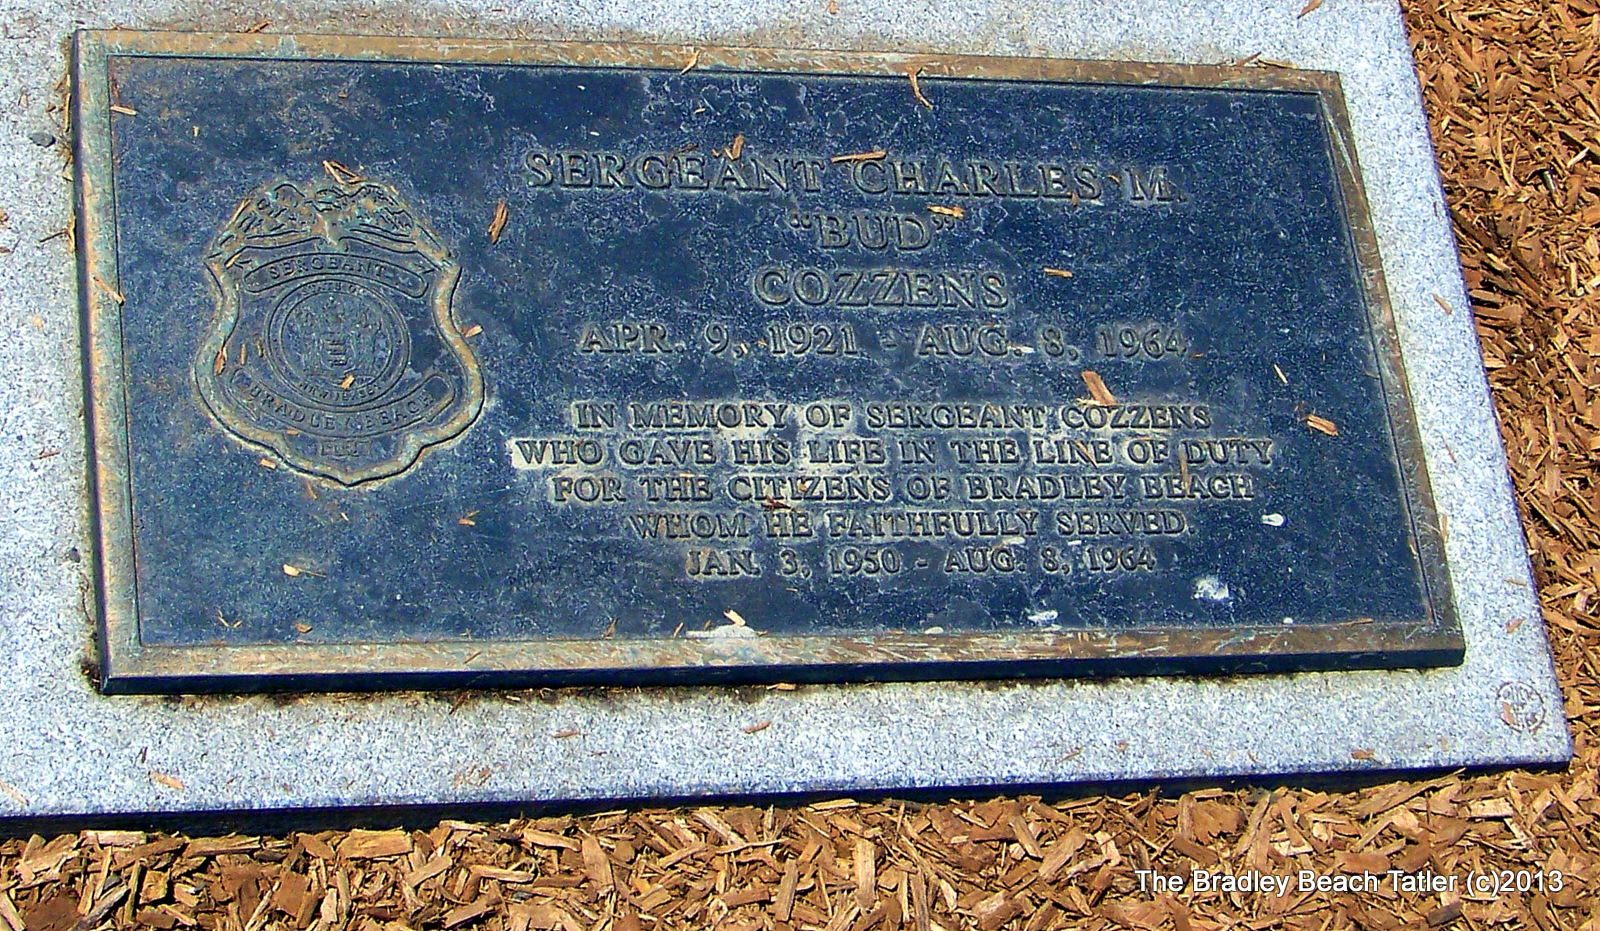 SERGEANT CHARLES M.
"BUD"
COZZENS
APR. 9, 1921 - AUG. 8, 1964
IN MEMORY OF SERGEANT COZZENS
WHO GAVE HIS LIFE IN THE LINE OF DUTY
FOR THE CITIZENS OF BRADLEY BEACH
WHOM HE FAITHFULLY SERVED.
JAN. 3, 1950 - AUG. 8, 1964
SERGEANT
BRADLEY BEACH
The Bradley Beach Tatler (c)2013